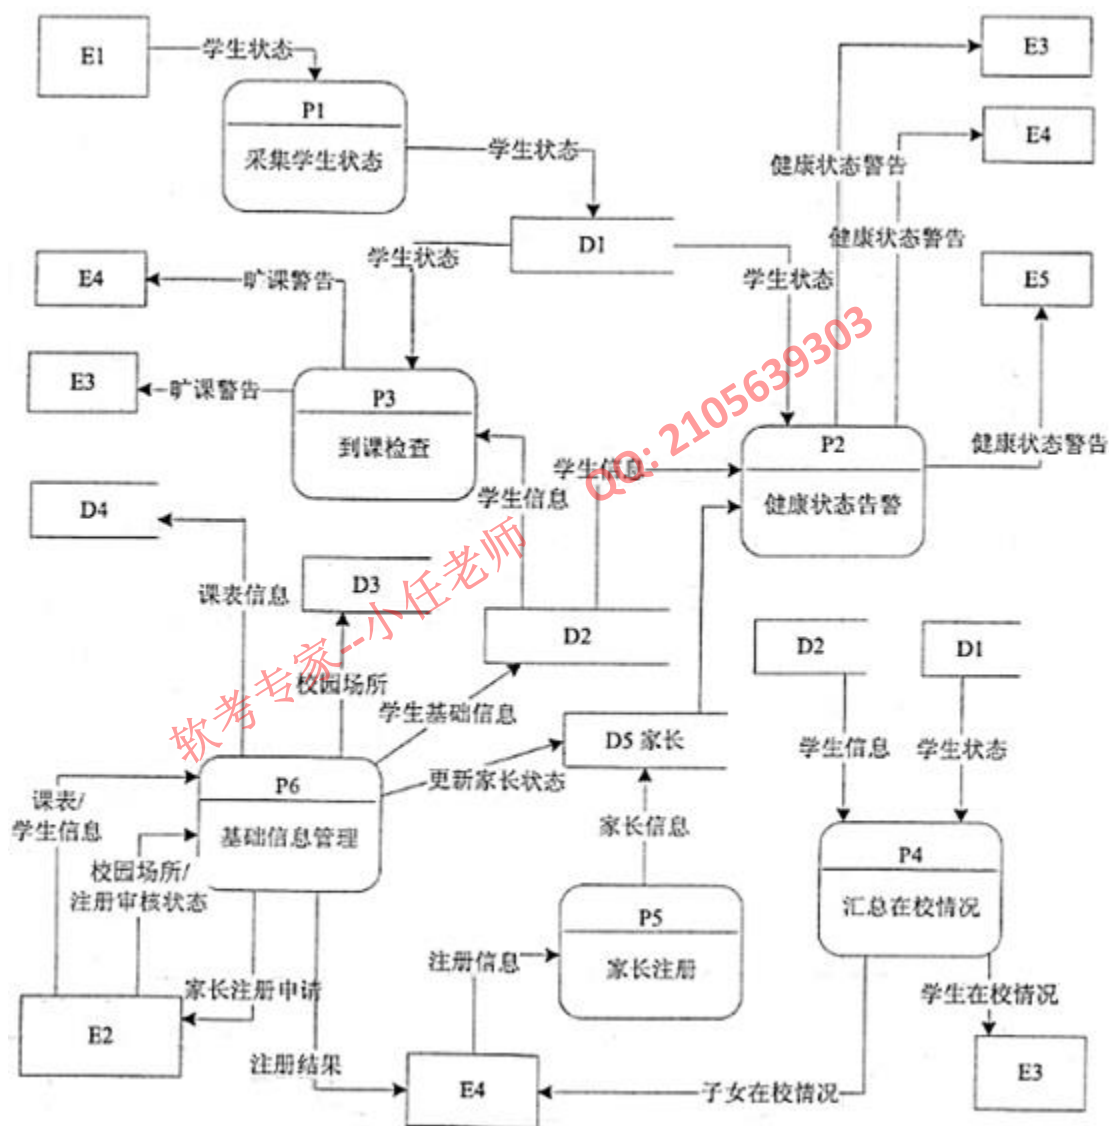 E1
学生状态
E3
P1
采集学生状态
学生状态
E4
健康状态警告
健康状态警告
D1
学生状态
学生状态
E4
旷课警告
E5
E3
旷课警告
P3
到课检查
学生信息
学生信息
P2
健康状态告警
健康状态警告
QQ: 2105639303
软考专家--小任老师
D4
课表信息
D3
校园场所
D2
学生基础信息
D2
D1
学生信息
学生状态
D5 家长
更新家长状态
P6
基础信息管理
课表/
学生信息
校园场所/
注册审核状态
家长信息
P4
汇总在校情况
P5
家长注册
注册信息
家长注册申请
学生在校情况
E2
注册结果
E4
子女在校情况
E3